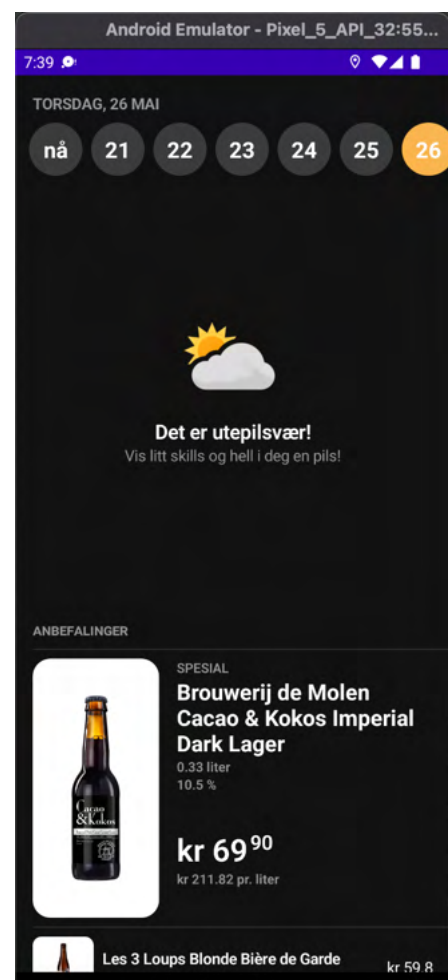 Android Emulator - Pixel_5_API_32:55...
7:39
TORSDAG, 26 MAI
nå 21 22 23 24 25 26
Det er utepilsvær!
Vis litt skills og hell i deg en pils!
ANBEFALINGER
SPESIAL
Brouwerij de Molen
Cacao & Kokos Imperial
Dark Lager
0.33 liter
10.5 %
Cacao
& Kokos
kr 69 90
kr 211.82 pr. liter
Les 3 Loups Blonde Bière de Garde
kr 59.8